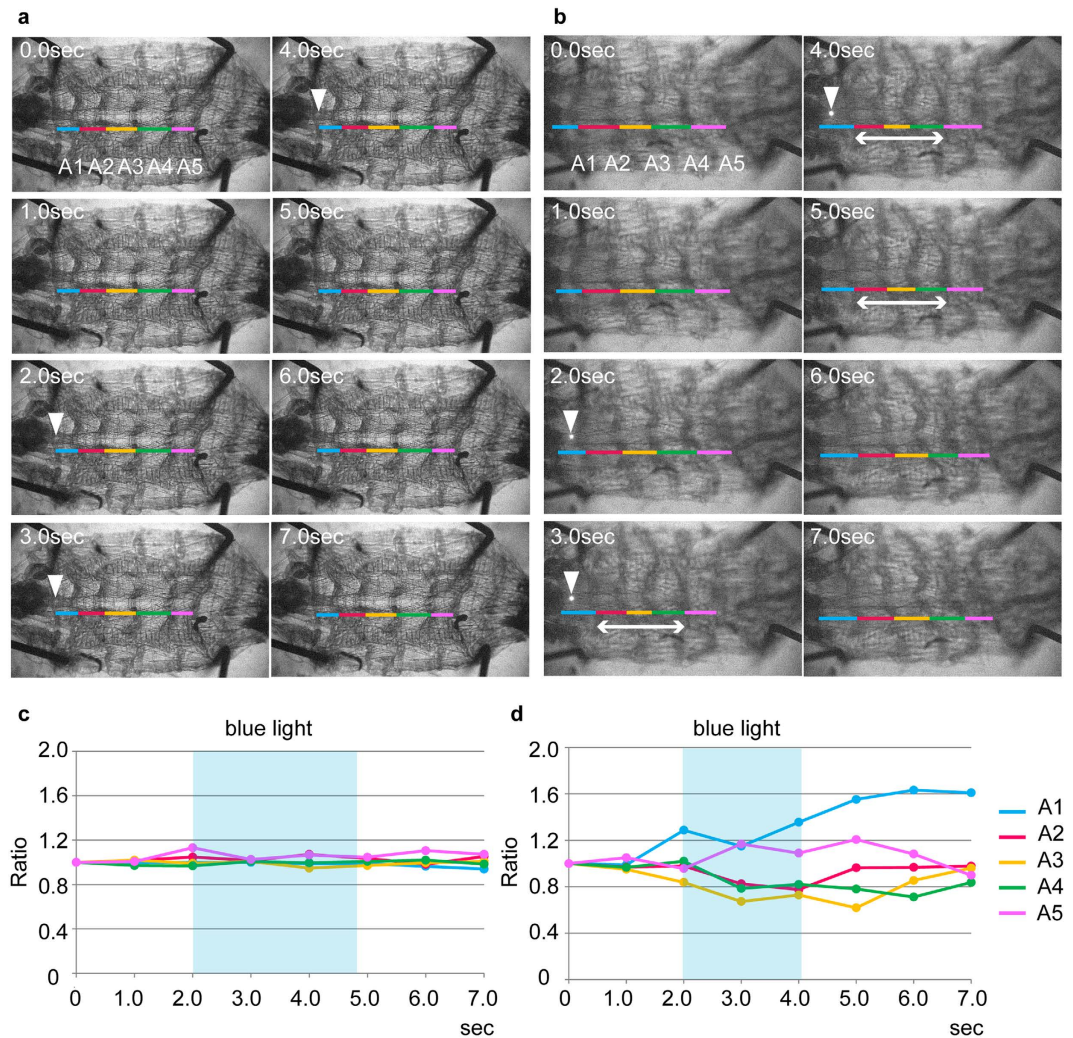 a
0.0sec
4.0sec
A1 A2 A3 A4 A5
1.0sec
5.0sec
2.0sec
6.0sec
3.0sec
7.0sec
b
0.0sec
4.0sec
A1 A2 A3 A4 A5
1.0sec
5.0sec
2.0sec
6.0sec
3.0sec
7.0sec
c
blue light
2.0
1.6
1.2
0.8
0.4
0
Ratio
0 1.0 2.0 3.0 4.0 5.0 6.0 7.0
sec
d
blue light
2.0
1.6
1.2
0.8
0.4
0
Ratio
0 1.0 2.0 3.0 4.0 5.0 6.0 7.0
sec
A1
A2
A3
A4
A5